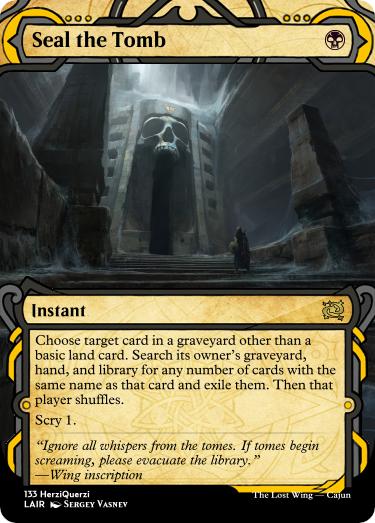 Seal the Tomb
Instant
Choose target card in a graveyard other than a
basic land card. Search its owner's graveyard,
hand, and library for any number of cards with the
same name as that card and exile them. Then that
player shuffles.
Scry 1.
“Ignore all whispers from the tomes. If tomes begin
screaming, please evacuate the library.”
—Wing inscription
133 HerziQuerzi
LAIR Sergey Vasnev
The Lost Wing — Cajun